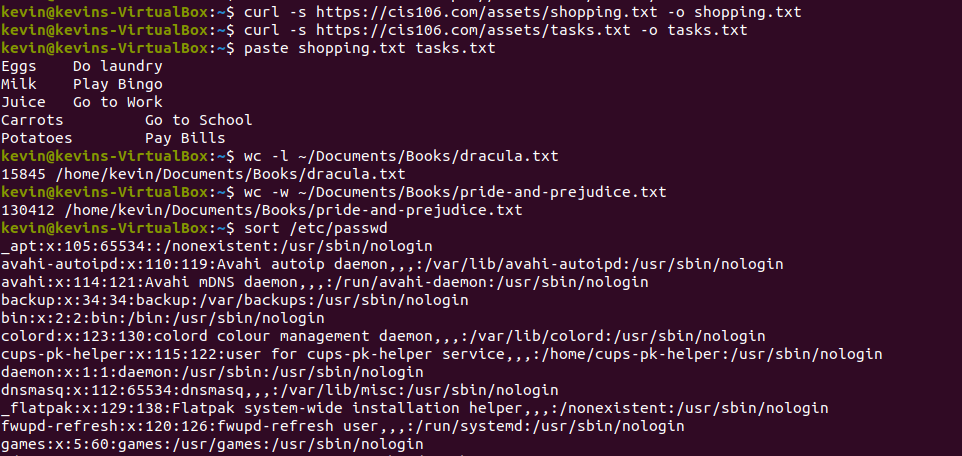 kevin@kevins-VirtualBox:~$ curl -s https://cis106.com/assets/shopping.txt -o shopping.txt
kevin@kevins-VirtualBox:~$ curl -s https://cis106.com/assets/tasks.txt -o tasks.txt
kevin@kevins-VirtualBox:~$ paste shopping.txt tasks.txt
Eggs    Do laundry
Milk    Play Bingo
Juice   Go to Work
Carrots         Go to School
Potatoes        Pay Bills
kevin@kevins-VirtualBox:~$ wc -l ~/Documents/Books/dracula.txt
15845 /home/kevin/Documents/Books/dracula.txt
kevin@kevins-VirtualBox:~$ wc -w ~/Documents/Books/pride-and-prejudice.txt
130412 /home/kevin/Documents/Books/pride-and-prejudice.txt
kevin@kevins-VirtualBox:~$ sort /etc/passwd
_apt:x:105:65534::/nonexistent:/usr/sbin/nologin
avahi-autoipd:x:110:119:Avahi autoip daemon,,,:/var/lib/avahi-autoipd:/usr/sbin/nologin
avahi:x:114:121:Avahi mDNS daemon,,,:/run/avahi-daemon:/usr/sbin/nologin
backup:x:34:34:backup:/var/backups:/usr/sbin/nologin
bin:x:2:2:bin:/bin:/usr/sbin/nologin
colord:x:123:130:colord colour management daemon,,,:/var/lib/colord:/usr/sbin/nologin
cups-pk-helper:x:115:122:user for cups-pk-helper service,,,:/home/cups-pk-helper:/usr/sbin/nologin
daemon:x:1:1:daemon:/usr/sbin:/usr/sbin/nologin
dnsmasq:x:112:65534:dnsmasq,,,:/var/lib/misc:/usr/sbin/nologin
_flatpak:x:129:138:Flatpak system-wide installation helper,,,:/nonexistent:/usr/sbin/nologin
fwupd-refresh:x:120:126:fwupd-refresh user,,,:/run/systemd:/usr/sbin/nologin
games:x:5:60:games:/usr/games:/usr/sbin/nologin